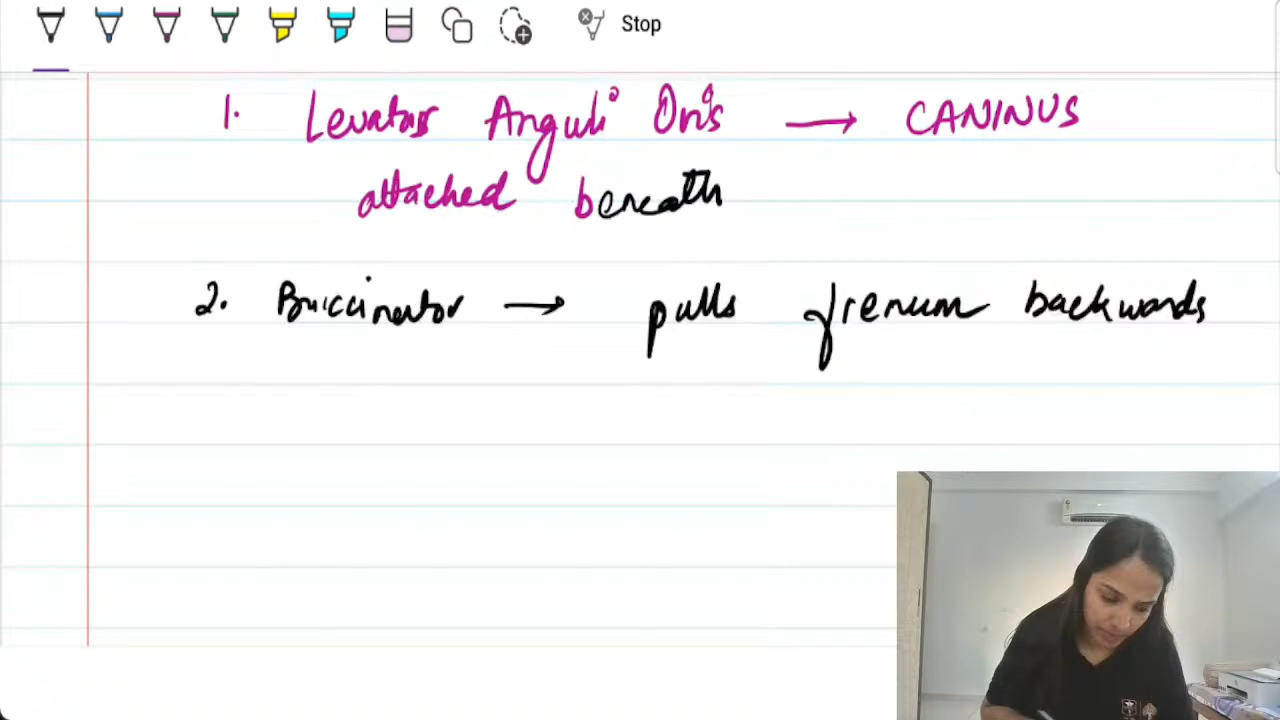 Stop
1. Levator Anguli Oris → CANINUS
attached beneath
2. Buccinator → pulls frenum backwards